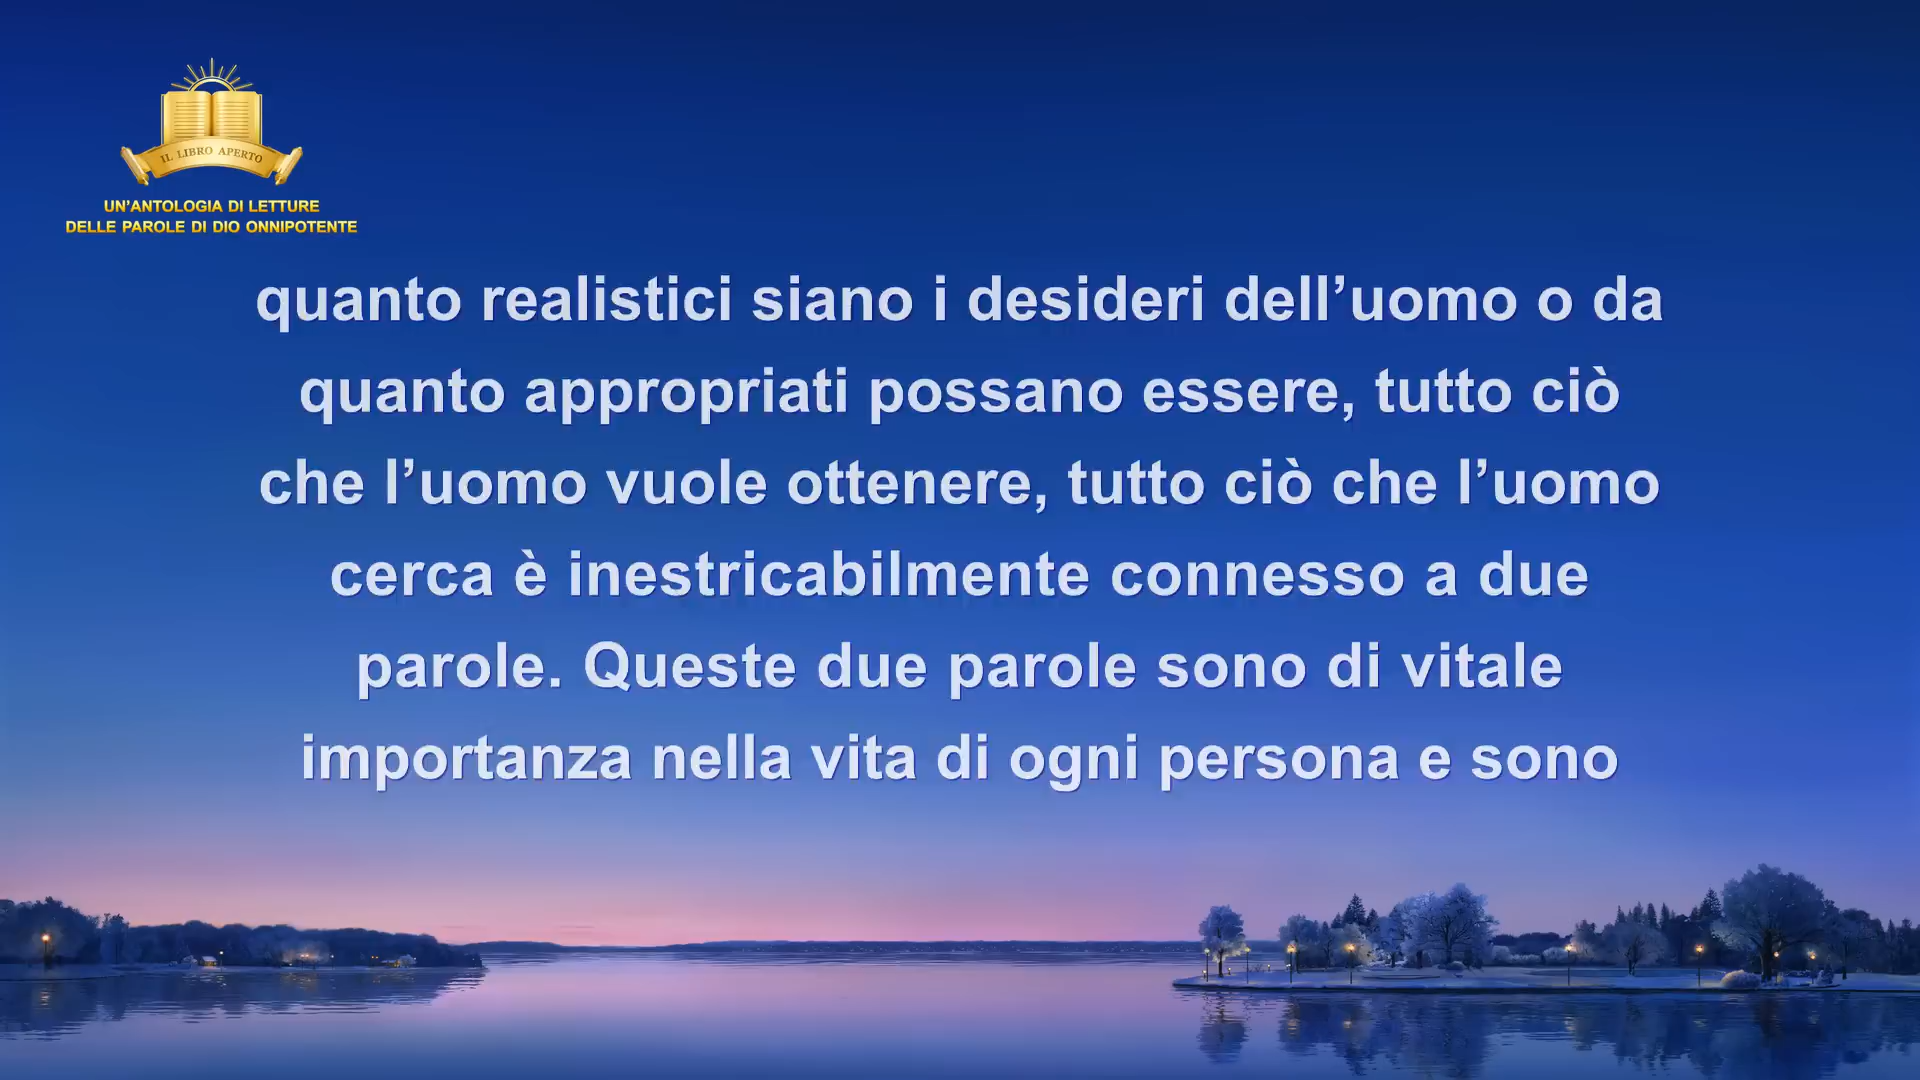 IL LIBRO APERTO
UN’ANTOLOGIA DI LETTURE
DELLE PAROLE DI DIO ONNIPOTENTE
quanto realistici siano i desideri dell’uomo o da
quanto appropriati possano essere, tutto ciò
che l’uomo vuole ottenere, tutto ciò che l’uomo
cerca è inestricabilmente connesso a due
parole. Queste due parole sono di vitale
importanza nella vita di ogni persona e sono